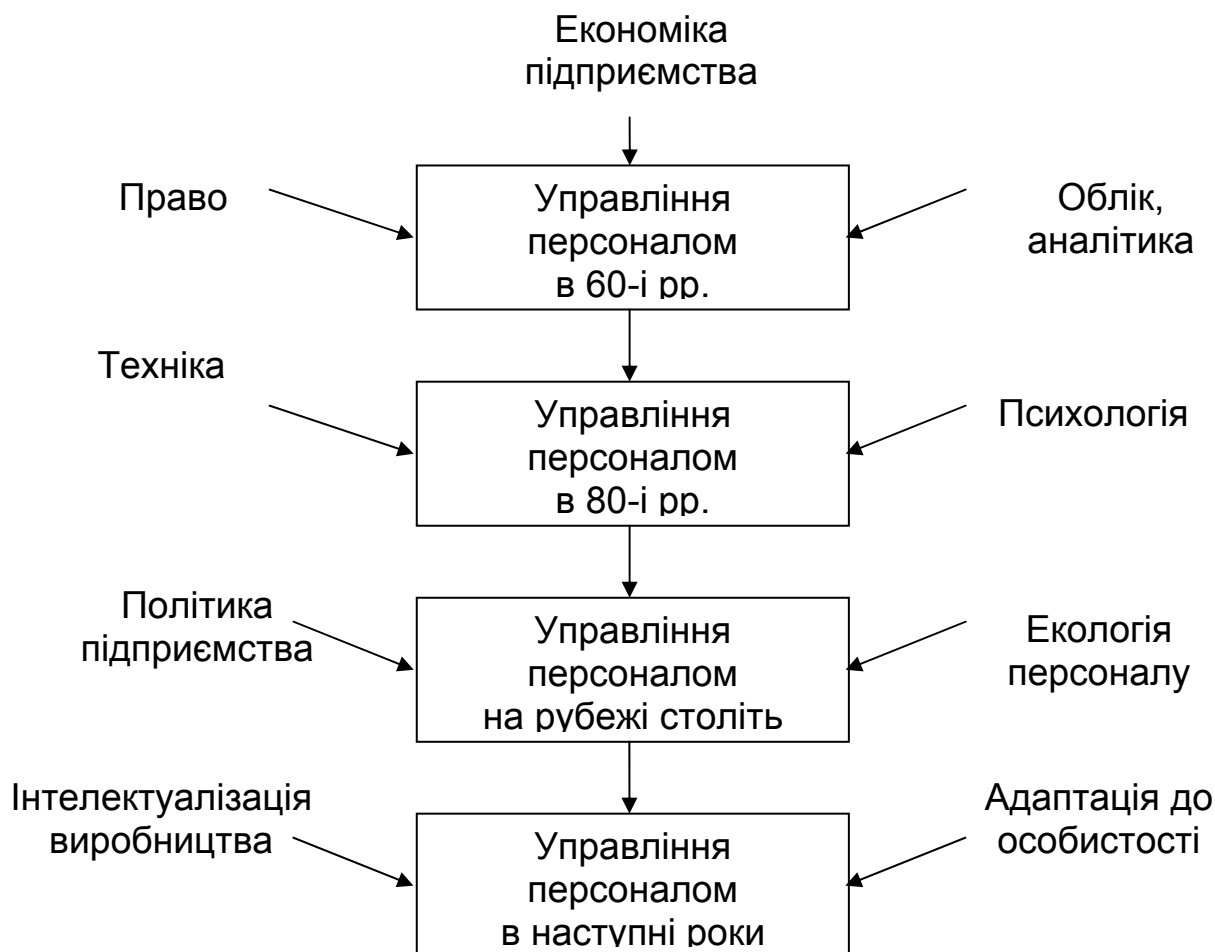 Економіка
підприємства
Право
Управління
персоналом
в 60-і рр.
Облік,
аналітика
Техніка
Управління
персоналом
в 80-і рр.
Психологія
Політика
підприємства
Управління
персоналом
на рубежі століть
Екологія
персоналу
Інтелектуалізація
виробництва
Управління
персоналом
в наступні роки
Адаптація до
особистості